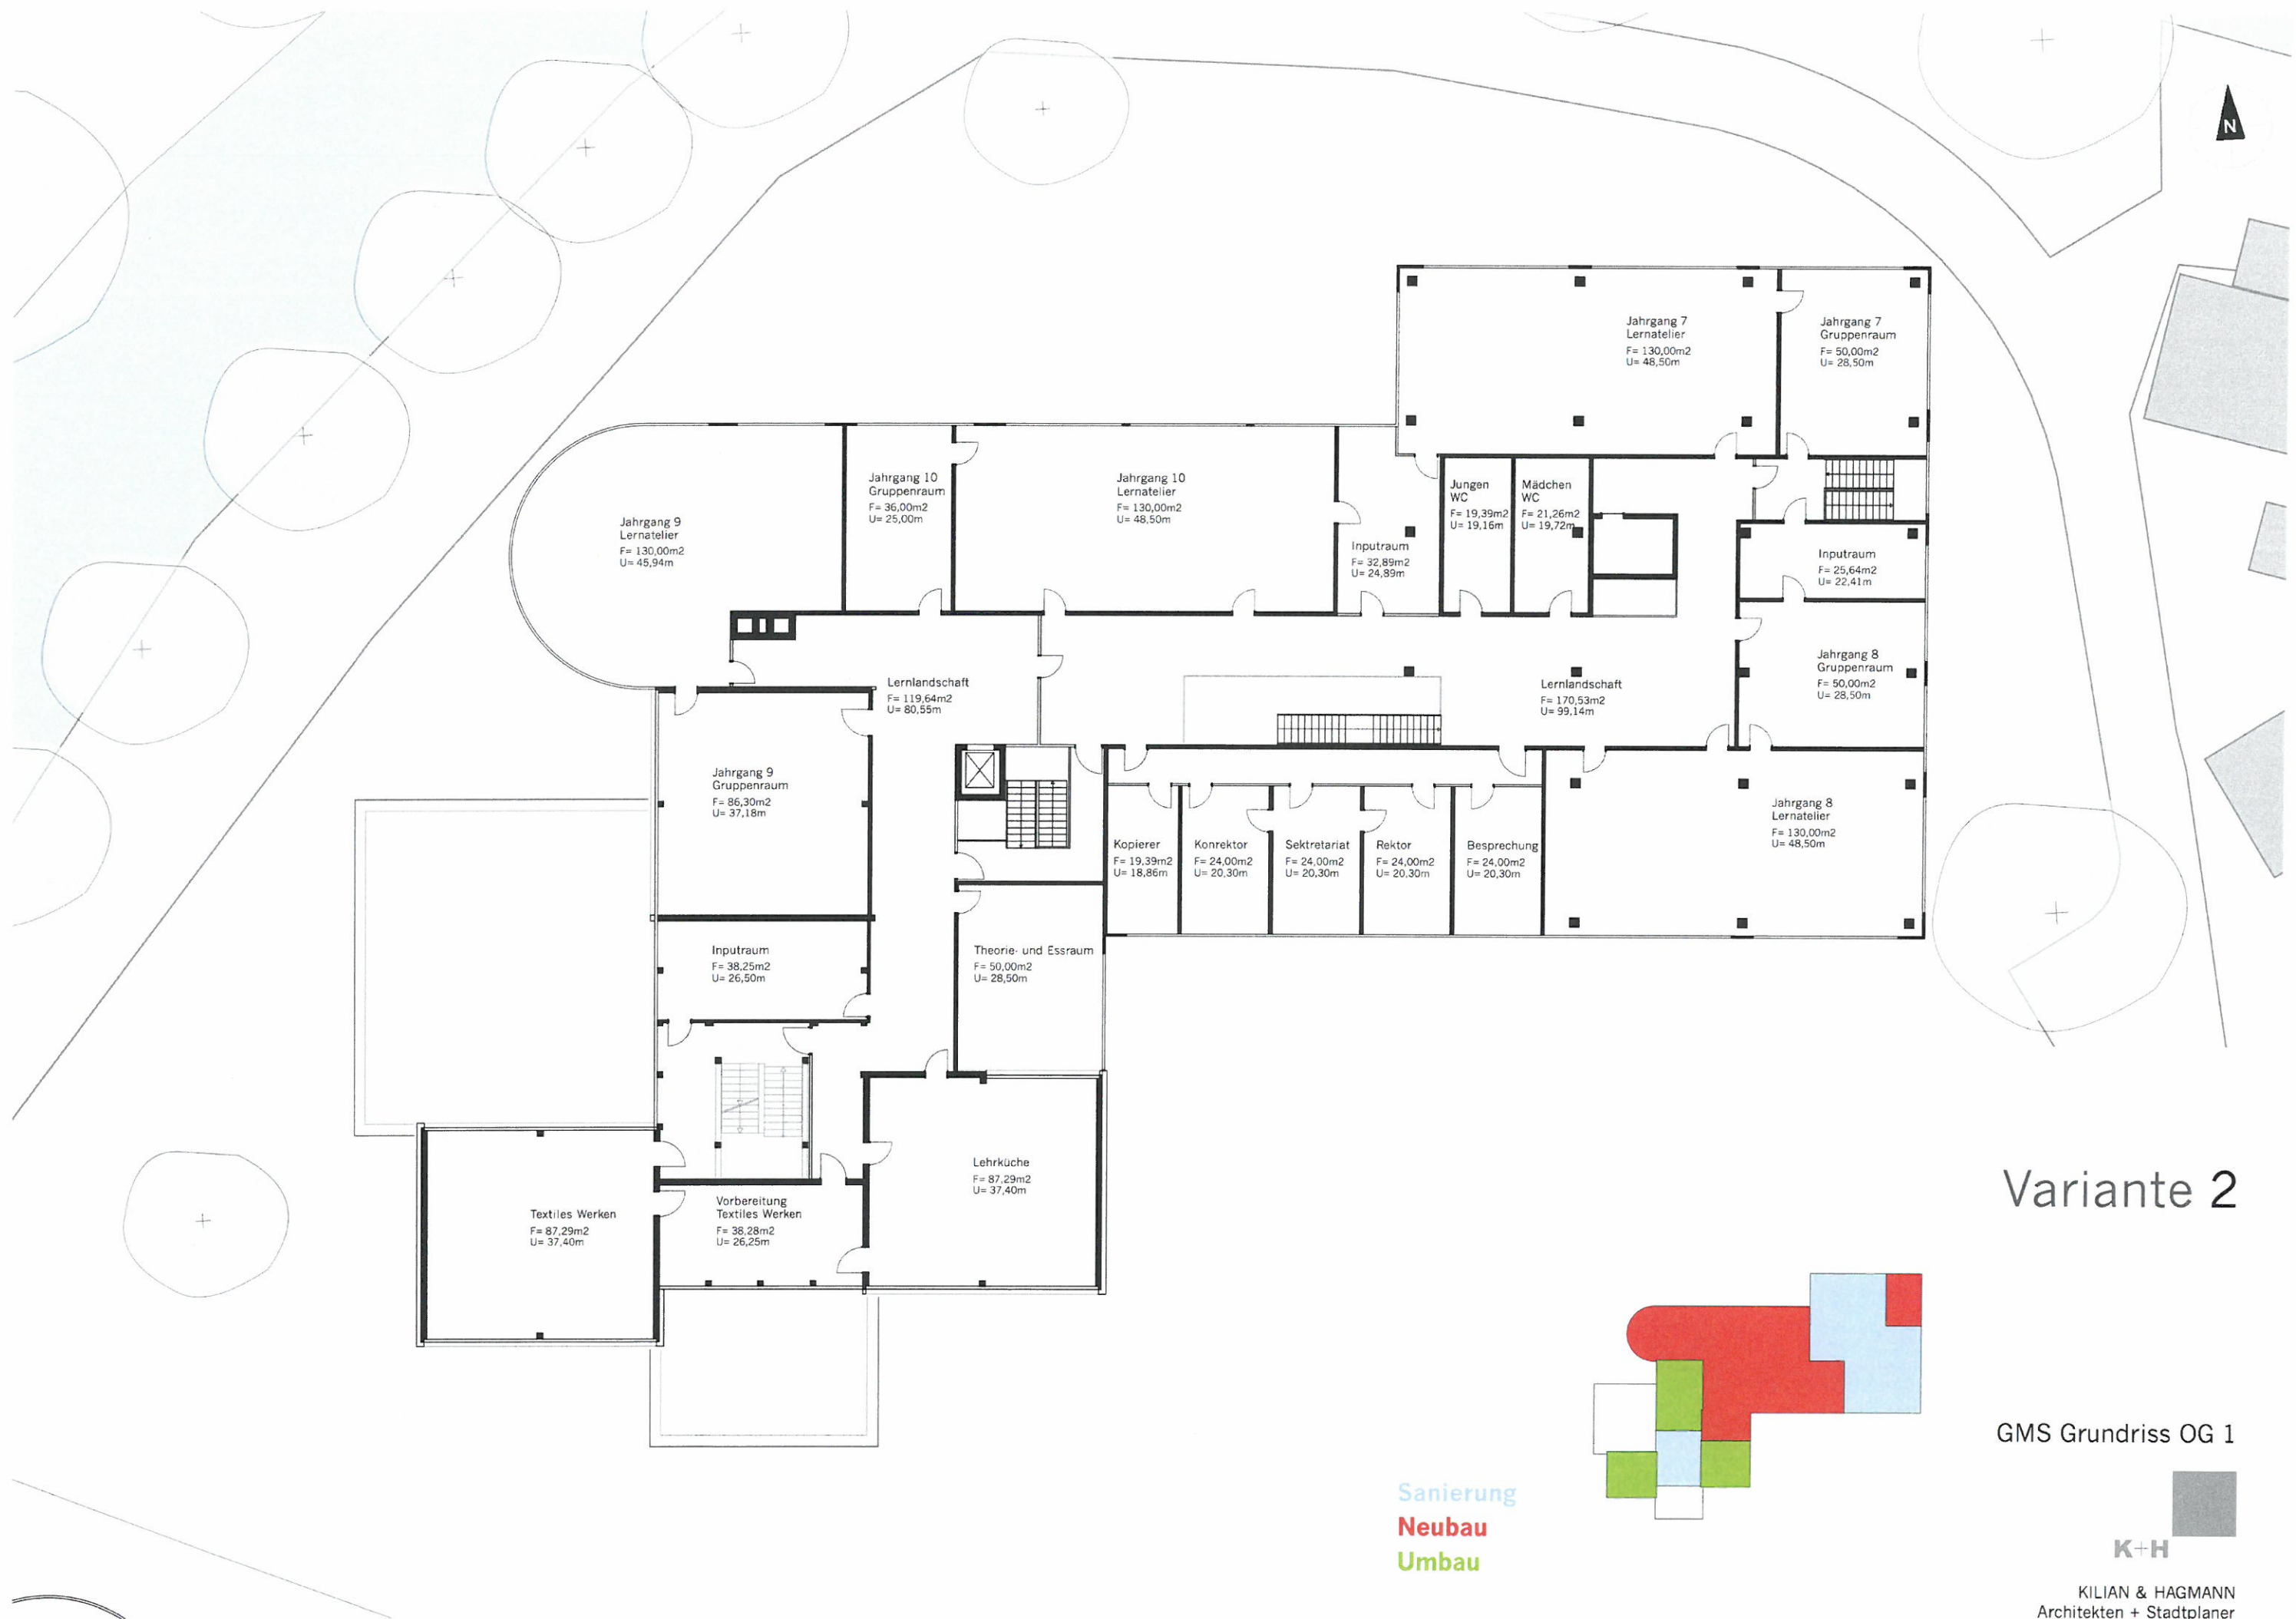 N
Jahrgang 7
Lernatelier
F= 130,00m2
U= 48,50m
Jahrgang 7
Gruppenraum
F= 50,00m2
U= 28,50m
Jahrgang 9
Lernatelier
F= 130,00m2
U= 45,94m
Jahrgang 10
Gruppenraum
F= 36,00m2
U= 25,00m
Jahrgang 10
Lernatelier
F= 130,00m2
U= 48,50m
Inputraum
F= 32,89m2
U= 24,89m
Jungen
WC
F= 19,39m2
U= 19,16m
Mädchen
WC
F= 21,26m2
U= 19,72m
Inputraum
F= 25,64m2
U= 22,41m
Jahrgang 8
Gruppenraum
F= 50,00m2
U= 28,50m
Lernlandschaft
F= 119,64m2
U= 80,55m
Lernlandschaft
F= 170,53m2
U= 99,14m
Jahrgang 9
Gruppenraum
F= 86,30m2
U= 37,18m
Kopierer
F= 19,39m2
U= 18,86m
Konrektor
F= 24,00m2
U= 20,30m
Sektretariat
F= 24,00m2
U= 20,30m
Rektor
F= 24,00m2
U= 20,30m
Besprechung
F= 24,00m2
U= 20,30m
Jahrgang 8
Lernatelier
F= 130,00m2
U= 48,50m
Inputraum
F= 38,25m2
U= 26,50m
Theorie- und Essraum
F= 50,00m2
U= 28,50m
Lehrküche
F= 87,29m2
U= 37,40m
Textiles Werken
F= 87,29m2
U= 37,40m
Vorbereitung
Textiles Werken
F= 38,28m2
U= 26,25m
Variante 2
GMS Grundriss OG 1
Sanierung
Neubau
Umbau
K+H
KILIAN & HAGMANN
Architekten + Stadtplaner